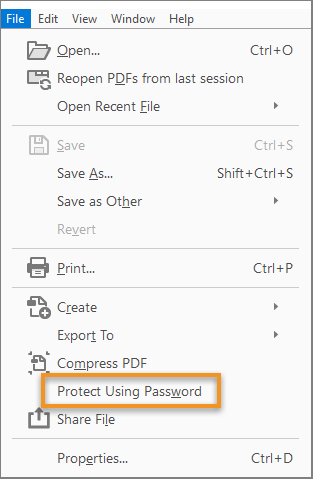 File Edit View Window Help
Open... Ctrl+O
Reopen PDFs from last session
Open Recent File
Save Ctrl+S
Save As... Shift+Ctrl+S
Save as Other
Revert
Print... Ctrl+P
Create
Export To
Compress PDF
Protect Using Password
Share File
Properties... Ctrl+D